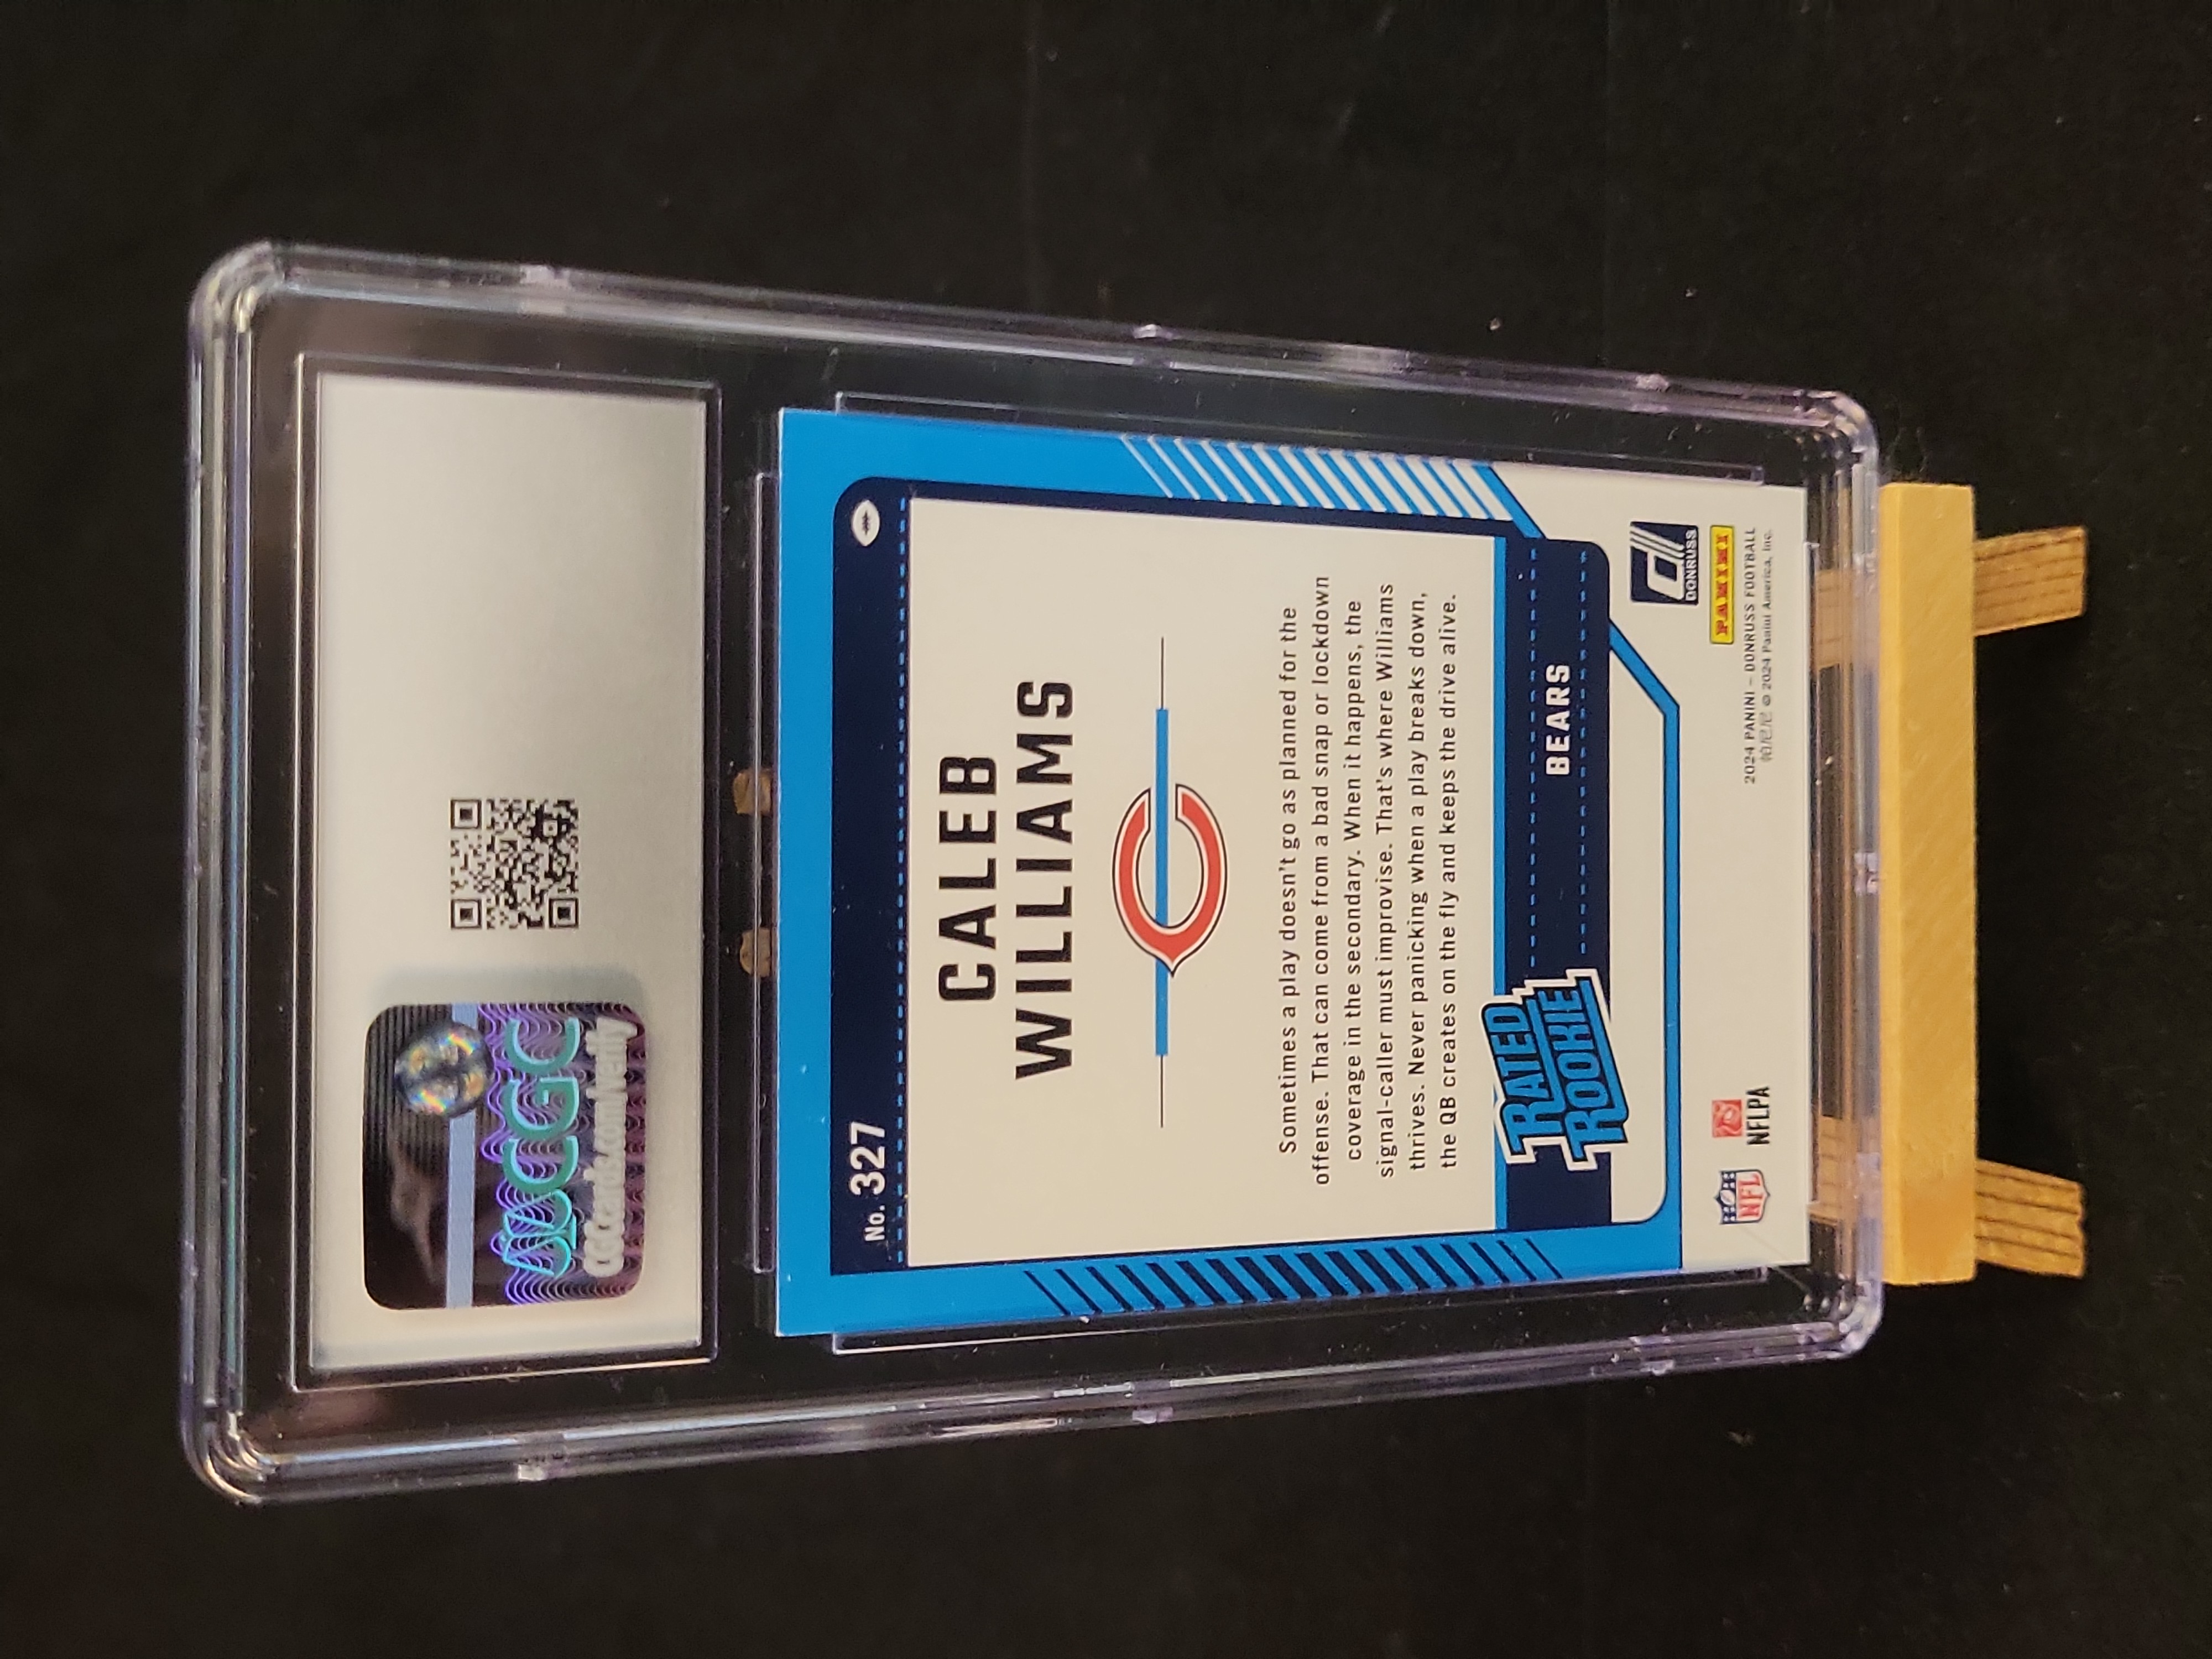 CGC
cgccards.com/verify
No. 327
CALEB
WILLIAMS
Sometimes a play doesn't go as planned for the
offense. That can come from a bad snap or lockdown
coverage in the secondary. When it happens, the
signal-caller must improvise. That's where Williams
thrives. Never panicking when a play breaks down,
the QB creates on the fly and keeps the drive alive.
RATED
ROOKIE
BEARS
NFL
NFLPA
DONRUSS
PANINI
2024 PANINI – DONRUSS FOOTBALL
© 2024 Panini America, Inc.